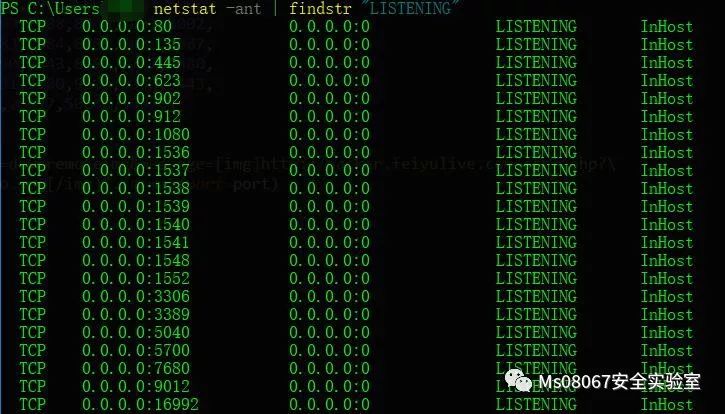 PS C:\Users netstat -ant | findstr "LISTENING"
TCP 0.0.0.0:80 0.0.0.0:0 LISTENING InHost
TCP 0.0.0.0:135 0.0.0.0:0 LISTENING InHost
TCP 0.0.0.0:445 0.0.0.0:0 LISTENING InHost
TCP 0.0.0.0:623 0.0.0.0:0 LISTENING InHost
TCP 0.0.0.0:902 0.0.0.0:0 LISTENING InHost
TCP 0.0.0.0:912 0.0.0.0:0 LISTENING InHost
TCP 0.0.0.0:1080 0.0.0.0:0 LISTENING InHost
TCP 0.0.0.0:1536 0.0.0.0:0 LISTENING InHost
TCP 0.0.0.0:1537 0.0.0.0:0 LISTENING InHost
TCP 0.0.0.0:1538 0.0.0.0:0 LISTENING InHost
TCP 0.0.0.0:1539 0.0.0.0:0 LISTENING InHost
TCP 0.0.0.0:1540 0.0.0.0:0 LISTENING InHost
TCP 0.0.0.0:1541 0.0.0.0:0 LISTENING InHost
TCP 0.0.0.0:1548 0.0.0.0:0 LISTENING InHost
TCP 0.0.0.0:1552 0.0.0.0:0 LISTENING InHost
TCP 0.0.0.0:3306 0.0.0.0:0 LISTENING InHost
TCP 0.0.0.0:3389 0.0.0.0:0 LISTENING InHost
TCP 0.0.0.0:5040 0.0.0.0:0 LISTENING InHost
TCP 0.0.0.0:5700 0.0.0.0:0 LISTENING InHost
TCP 0.0.0.0:7680 0.0.0.0:0 LISTENING InHost
TCP 0.0.0.0:9012 0.0.0.0:0 LISTENING InHost
TCP 0.0.0.0:16992 0.0.0.0:0 LISTENING InHost
Ms08067安全实验室